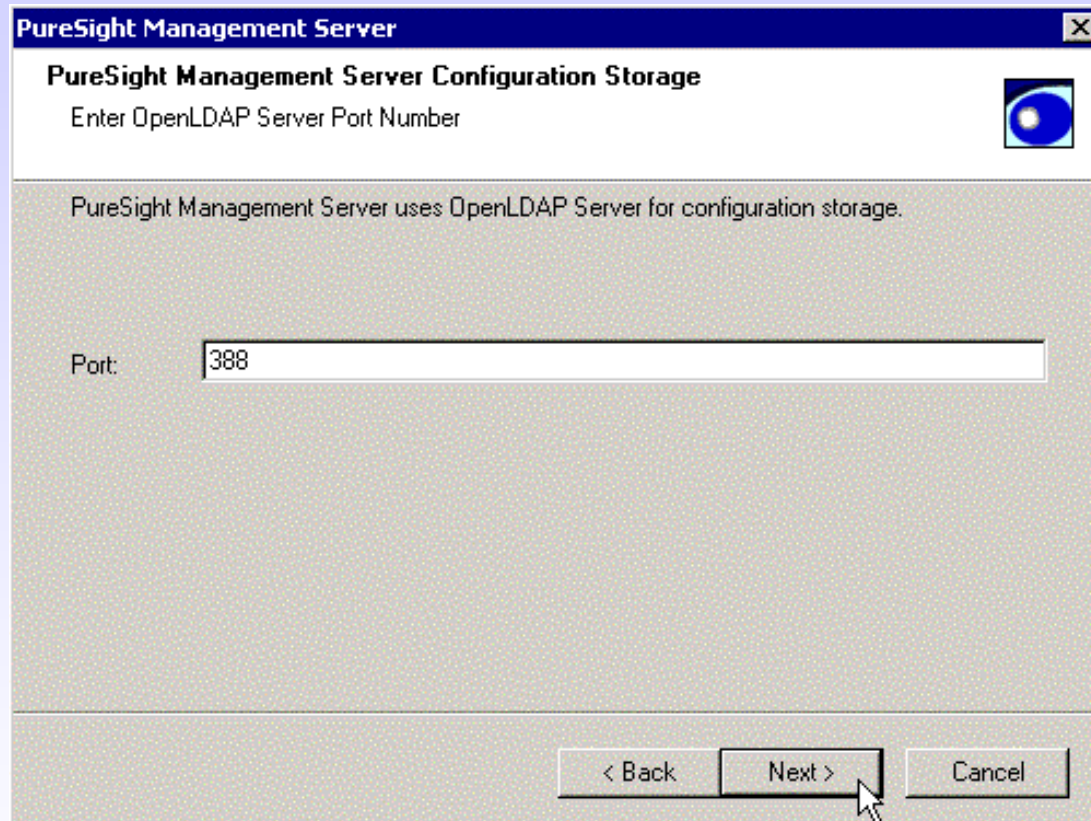 PureSight Management Server
PureSight Management Server Configuration Storage
Enter OpenLDAP Server Port Number
PureSight Management Server uses OpenLDAP Server for configuration storage.
Port: 388
< Back Next > Cancel